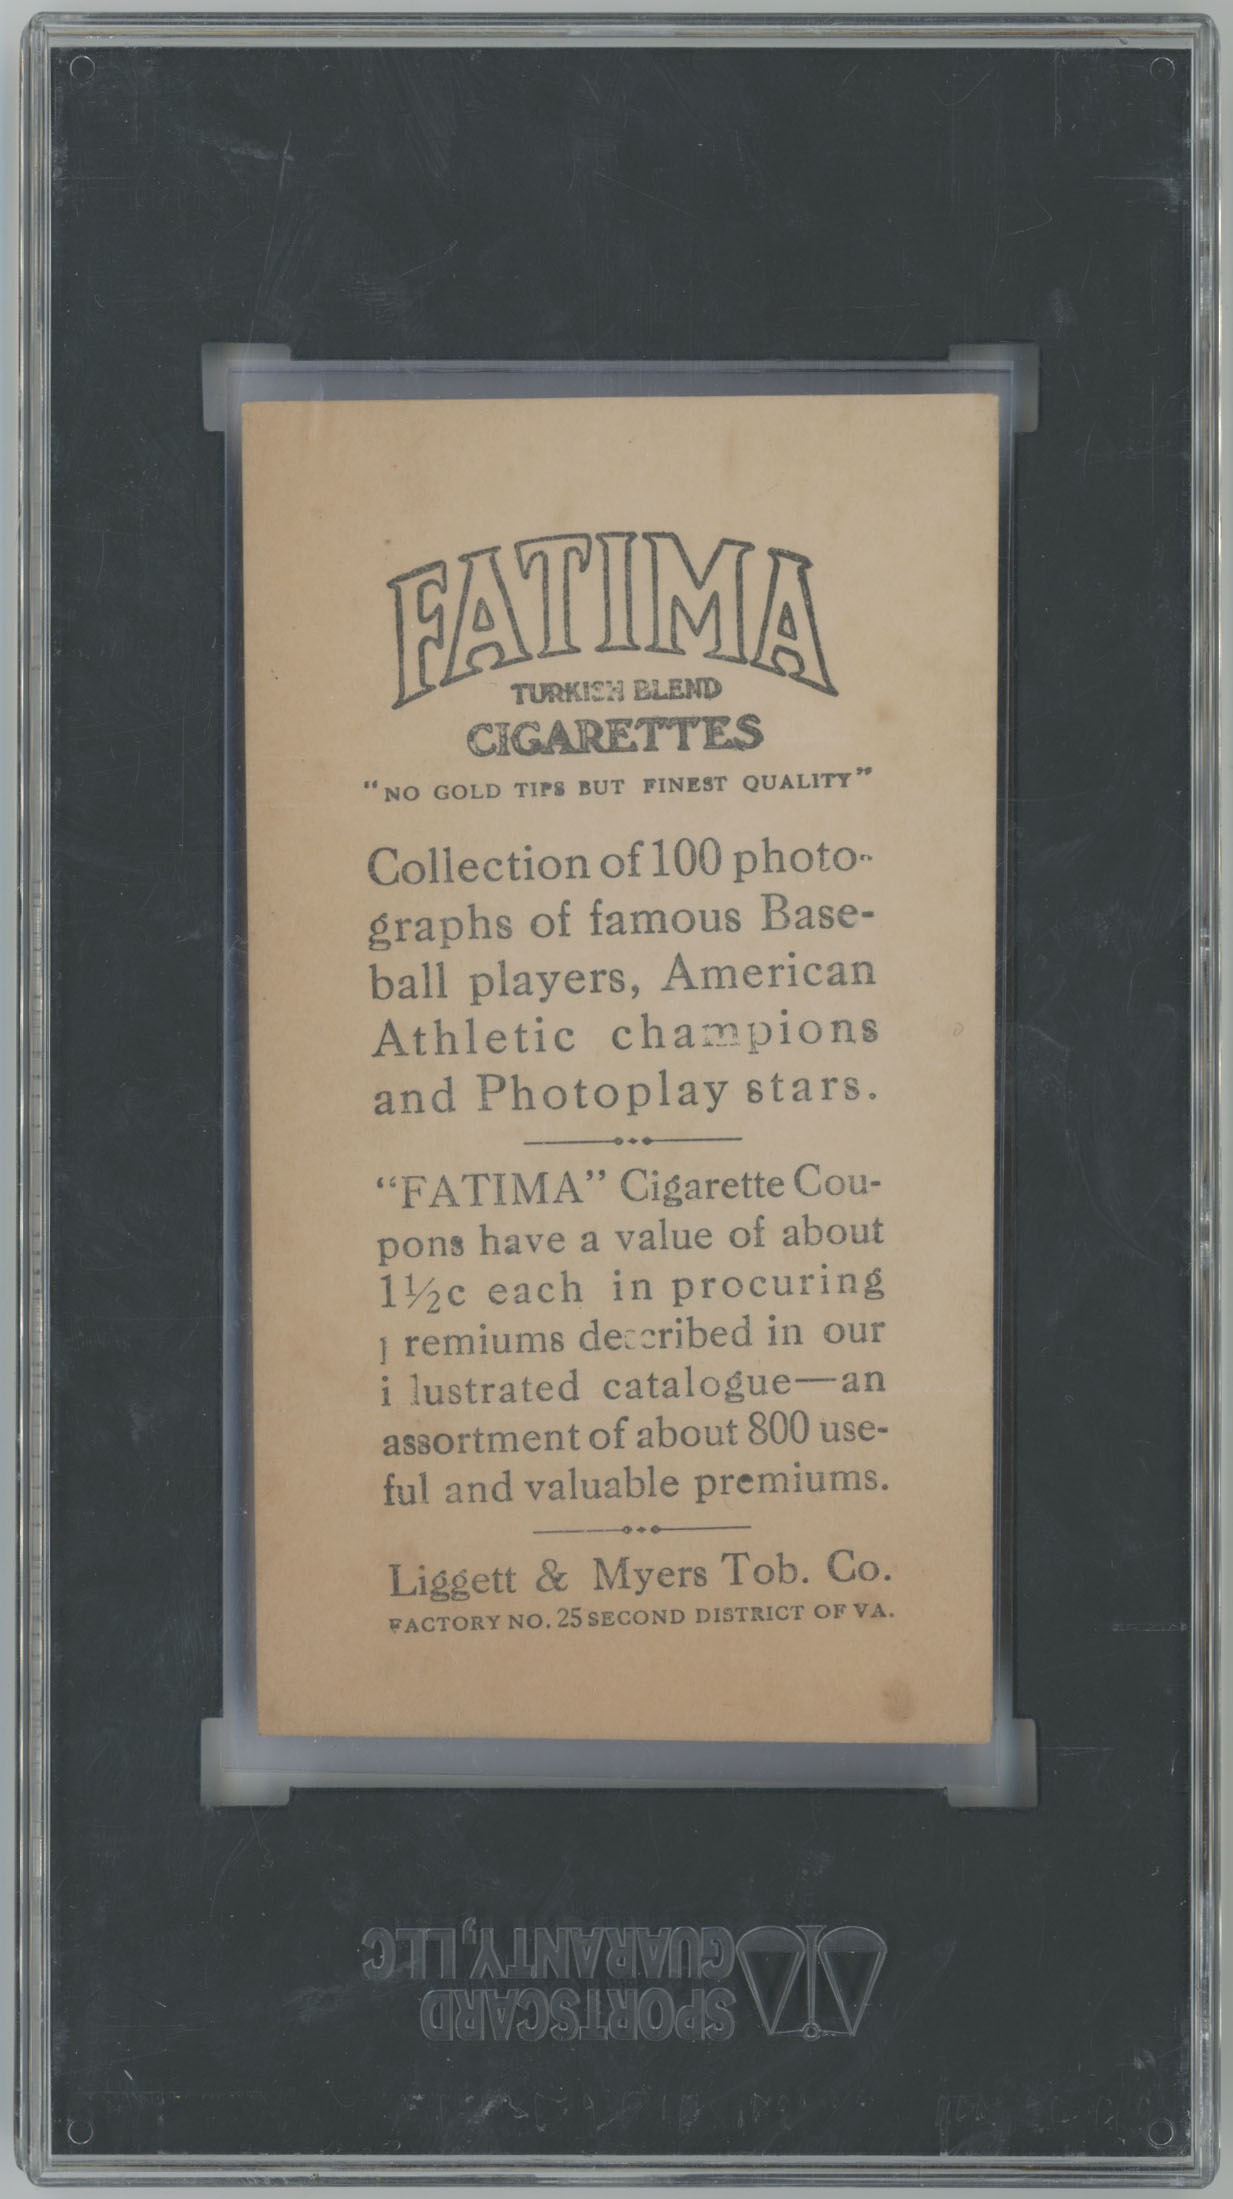 FATIMA
TURKISH BLEND
CIGARETTES
"NO GOLD TIPS BUT FINEST QUALITY"
Collection of 100 photo-
graphs of famous Base-
ball players, American
Athletic champions
and Photoplay stars.
"FATIMA" Cigarette Cou-
pons have a value of about
1½c each in procuring
premiums described in our
i lustrated catalogue—an
assortment of about 800 use-
ful and valuable premiums.
Liggett & Myers Tob. Co.
FACTORY NO. 25 SECOND DISTRICT OF VA.
SPORTSCARD
GUARANTY, LLC